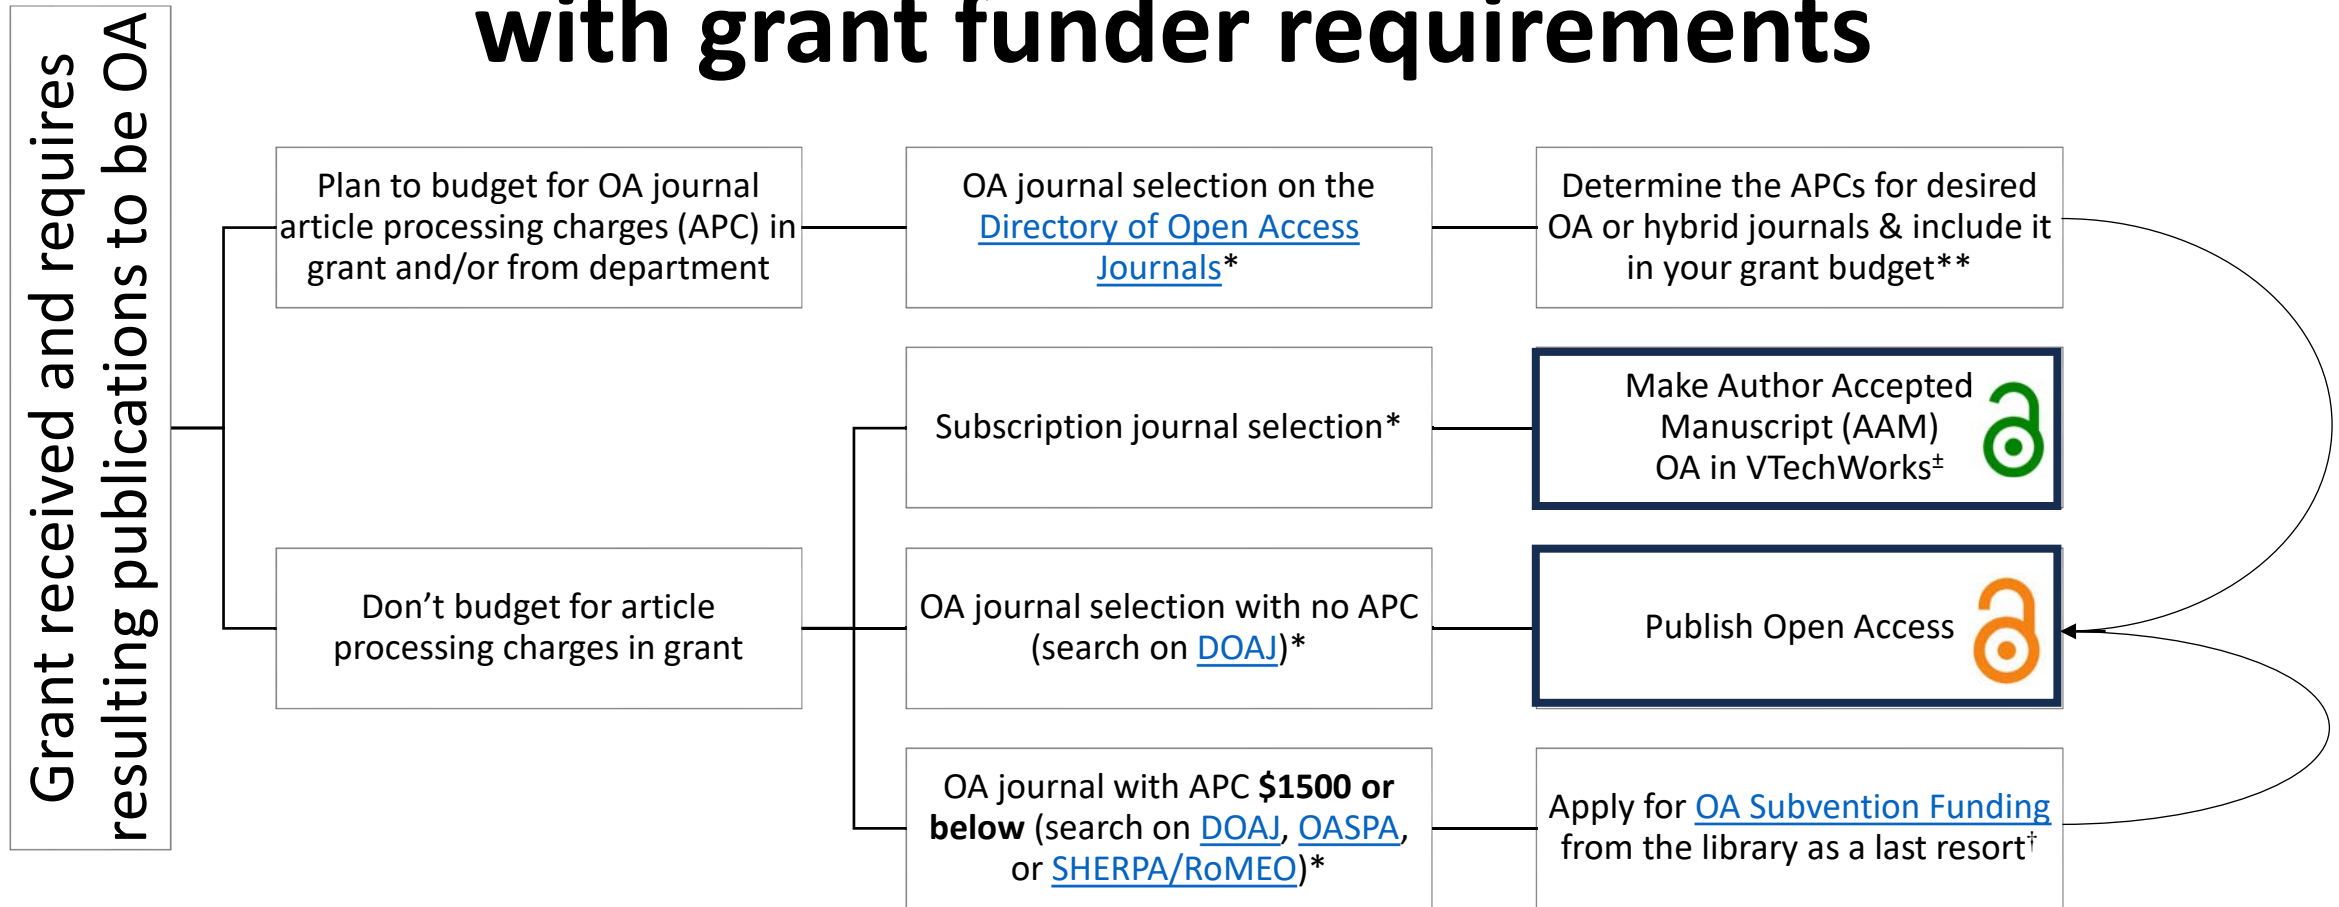 with grant funder requirements
Grant received and requires
resulting publications to be OA
Plan to budget for OA journal
article processing charges (APC) in
grant and/or from department
OA journal selection on the
Directory of Open Access
Journals*
Determine the APCs for desired
OA or hybrid journals & include it
in your grant budget**
Subscription journal selection*
Make Author Accepted
Manuscript (AAM)
OA in VTechWorks±
Don’t budget for article
processing charges in grant
OA journal selection with no APC
(search on DOAJ)*
Publish Open Access
OA journal with APC $1500 or
below (search on DOAJ, OASPA,
or SHERPA/RoMEO)*
Apply for OA Subvention Funding
from the library as a last resort†